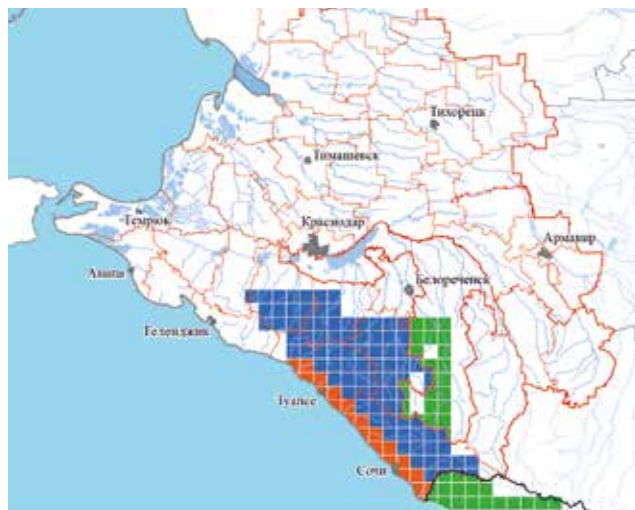 Тихорецк
Тимашевск
Темрюк
Краснодар
Армавир
Анапа
Белореченск
Геленджик
Туапсе
Сочи